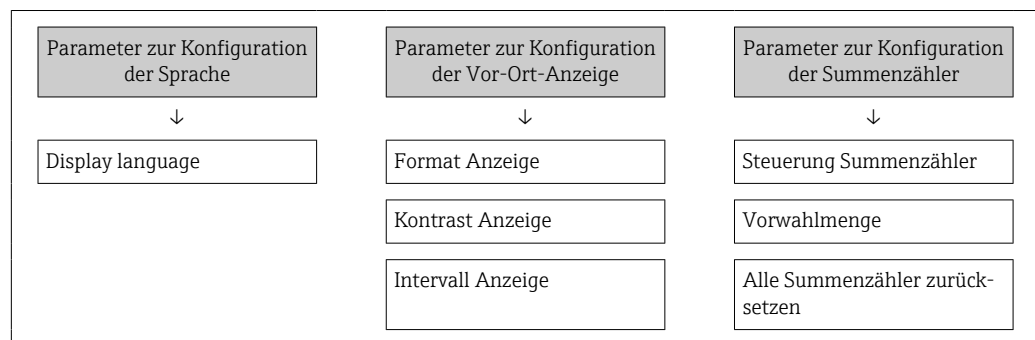 Parameter zur Konfiguration
der Sprache
↓
Display language
Parameter zur Konfiguration
der Vor-Ort-Anzeige
↓
Format Anzeige
Kontrast Anzeige
Intervall Anzeige
Parameter zur Konfiguration
der Summenzähler
↓
Steuerung Summenzähler
Vorwahlmenge
Alle Summenzähler zurück-
setzen